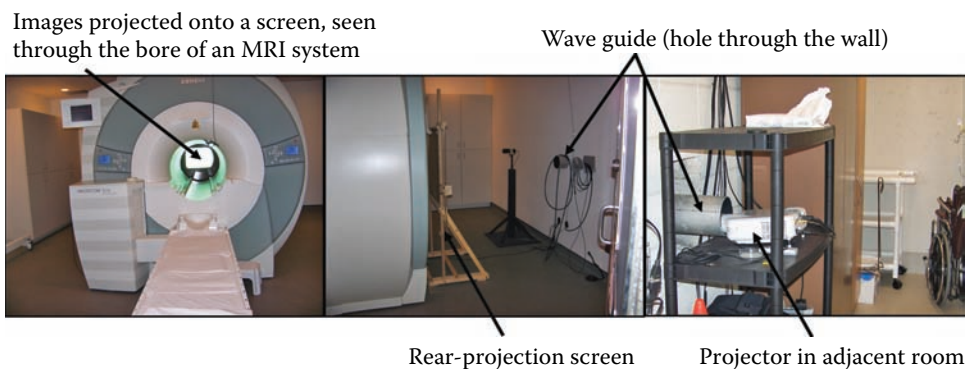 Images projected onto a screen, seen
through the bore of an MRI system
Wave guide (hole through the wall)
Rear-projection screen
Projector in adjacent room